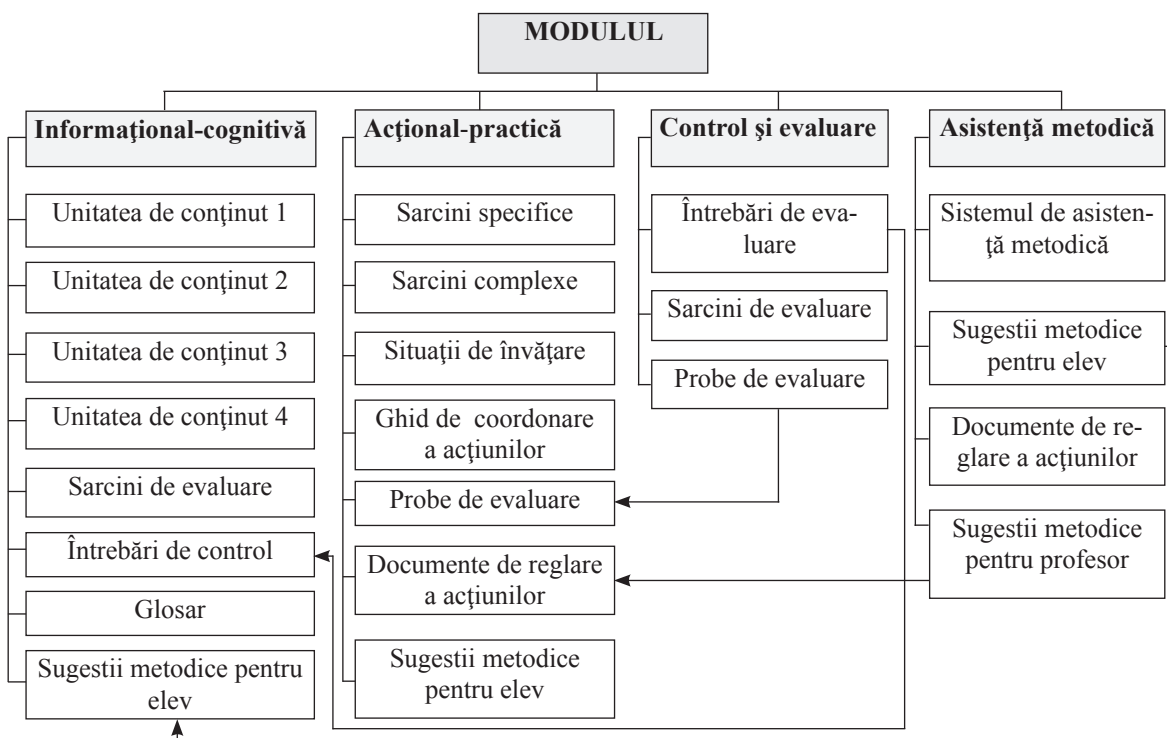 MODULUL
Informaţional-cognitivă
Unitatea de conţinut 1
Unitatea de conţinut 2
Unitatea de conţinut 3
Unitatea de conţinut 4
Sarcini de evaluare
Întrebări de control
Glosar
Sugestii metodice pentru
elev
Acţional-practică
Sarcini specifice
Sarcini complexe
Situaţii de învăţare
Ghid de coordonare
a acţiunilor
Probe de evaluare
Documente de reglare
a acţiunilor
Sugestii metodice
pentru elev
Control şi evaluare
Întrebări de eva-
luare
Sarcini de evaluare
Probe de evaluare
Asistenţă metodică
Sistemul de asisten-
ţă metodică
Sugestii metodice
pentru elev
Documente de re-
glare a acţiunilor
Sugestii metodice
pentru profesor